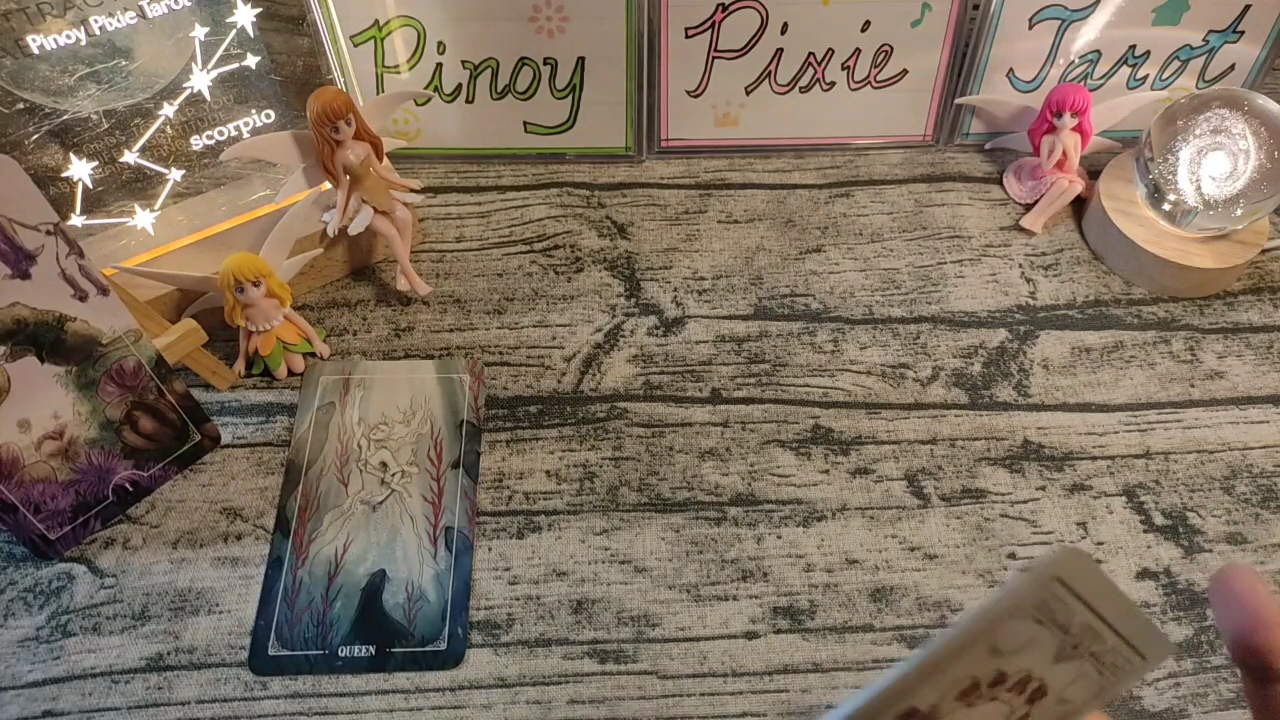 Pinoy Pixie Tarot
scorpio
Pinoy
Pixie
Tarot
QUEEN